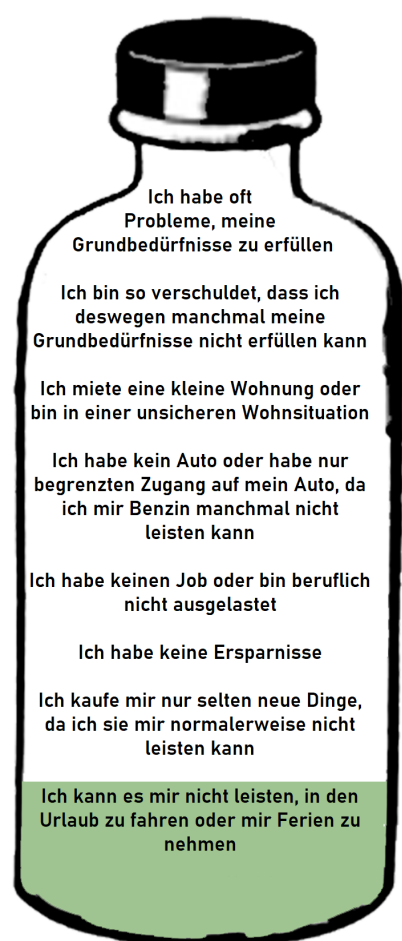 Ich habe oft
Probleme, meine
Grundbedürfnisse zu erfüllen
Ich bin so verschuldet, dass ich
deswegen manchmal meine
Grundbedürfnisse nicht erfüllen kann
Ich miete eine kleine Wohnung oder
bin in einer unsicheren Wohnsituation
Ich habe kein Auto oder habe nur
begrenzten Zugang auf mein Auto, da
ich mir Benzin manchmal nicht
leisten kann
Ich habe keinen Job oder bin beruflich
nicht ausgelastet
Ich habe keine Ersparnisse
Ich kaufe mir nur selten neue Dinge,
da ich sie mir normalerweise nicht
leisten kann
Ich kann es mir nicht leisten, in den
Urlaub zu fahren oder mir Ferien zu
nehmen